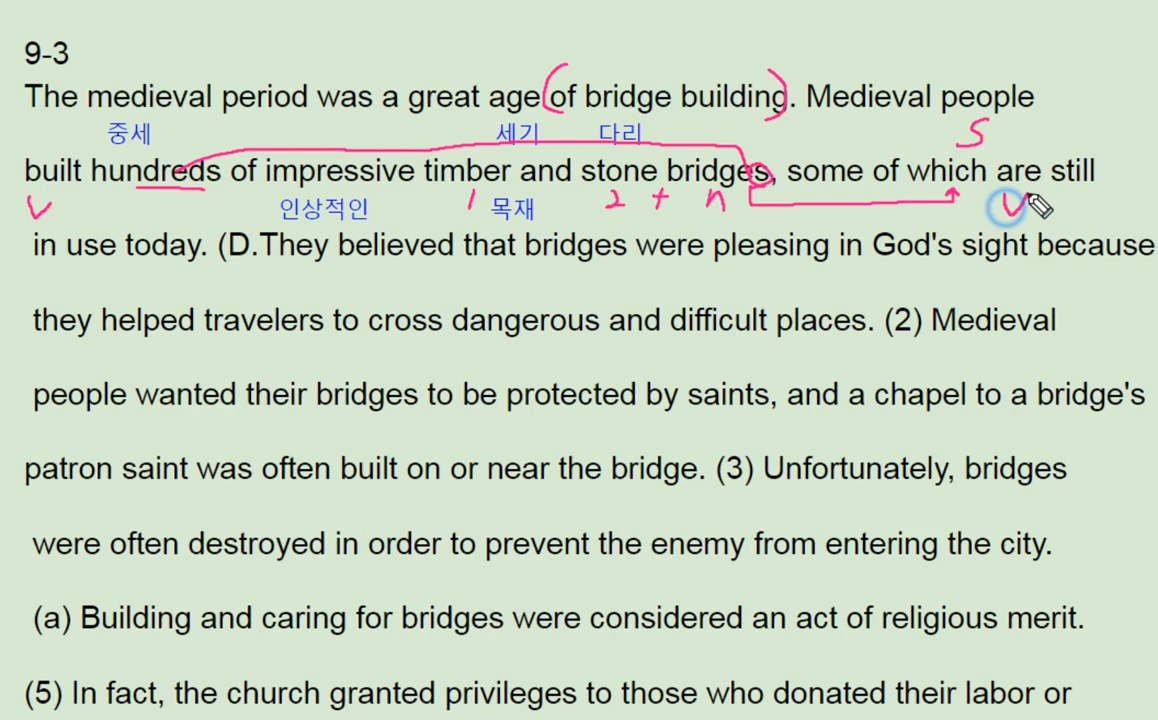 9-3
The medieval period was a great age(of bridge building). Medieval people
중세 세기 다리 S
built hundreds of impressive timber and stone bridges, some of which are still
V 인상적인 1 목재 2 + n V
in use today. (D.They believed that bridges were pleasing in God's sight because
they helped travelers to cross dangerous and difficult places. (2) Medieval
people wanted their bridges to be protected by saints, and a chapel to a bridge's
patron saint was often built on or near the bridge. (3) Unfortunately, bridges
were often destroyed in order to prevent the enemy from entering the city.
(a) Building and caring for bridges were considered an act of religious merit.
(5) In fact, the church granted privileges to those who donated their labor or